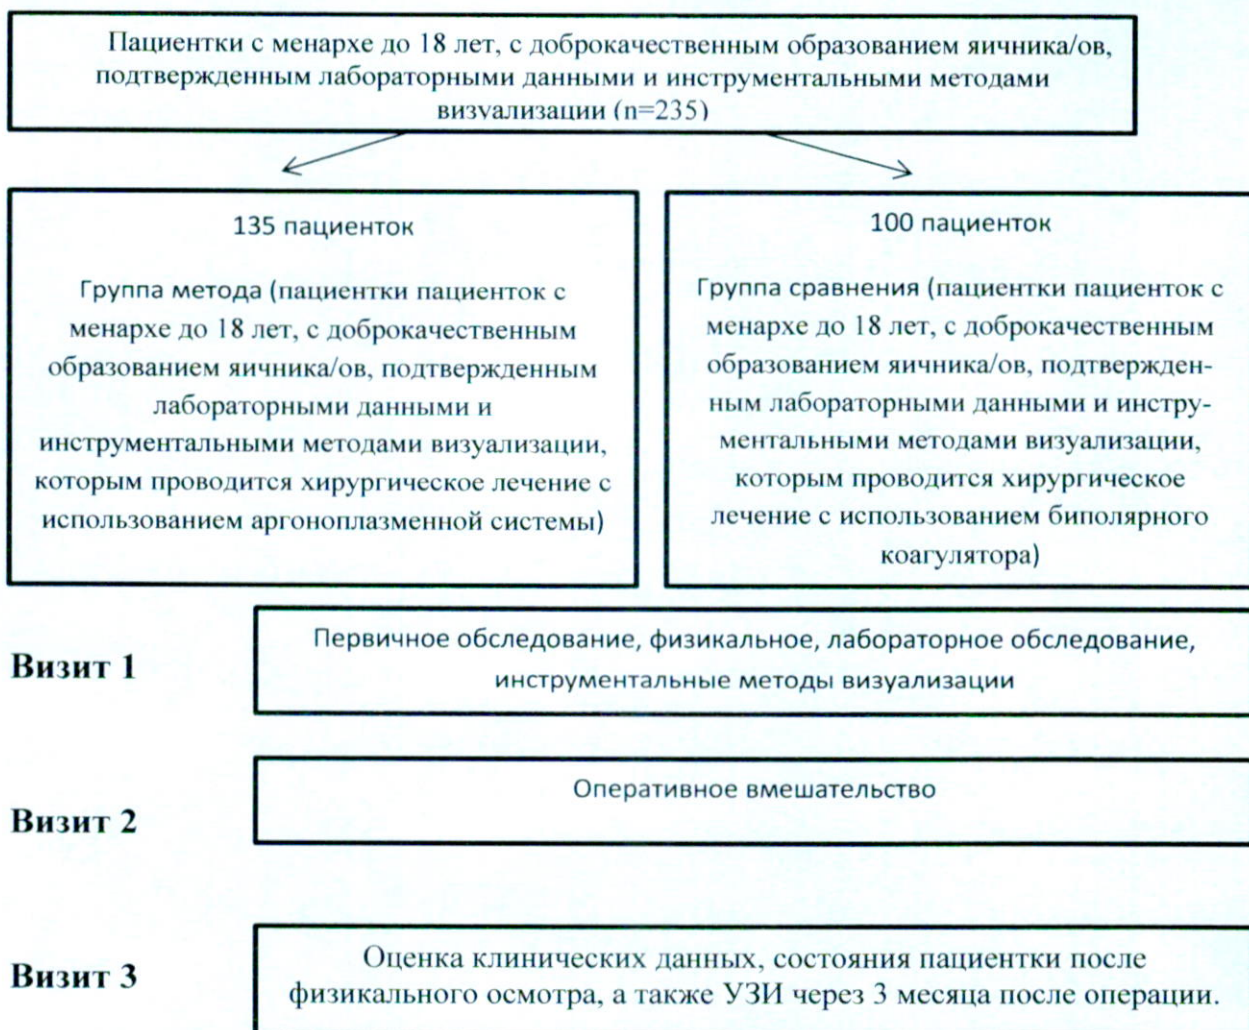 Пациентки с менархе до 18 лет, с доброкачественным образованием яичника/ов,
подтвержденным лабораторными данными и инструментальными методами
визуализации (n=235)
135 пациенток
Группа метода (пациентки пациенток с
менархе до 18 лет, с доброкачественным
образованием яичника/ов, подтвержденным
лабораторными данными и
инструментальными методами визуализации,
которым проводится хирургическое лечение с
использованием аргоноплазменной системы)
100 пациенток
Группа сравнения (пациентки пациенток с
менархе до 18 лет, с доброкачественным
образованием яичника/ов, подтвержден-
ным лабораторными данными и инстру-
ментальными методами визуализации,
которым проводится хирургическое
лечение с использованием биполярного
коагулятора)
Визит 1
Первичное обследование, физикальное, лабораторное обследование,
инструментальные методы визуализации
Визит 2
Оперативное вмешательство
Визит 3
Оценка клинических данных, состояния пациентки после
физикального осмотра, а также УЗИ через 3 месяца после операции.